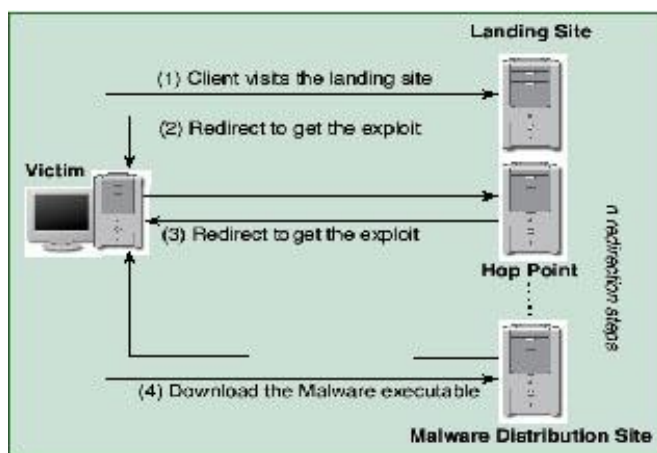 Landing Site
(1) Client visits the landing site
(2) Redirect to get the exploit
Victim
(3) Redirect to get the exploit
Hop Point
n redirection steps
(4) Download the Malware executable
Malware Distribution Site